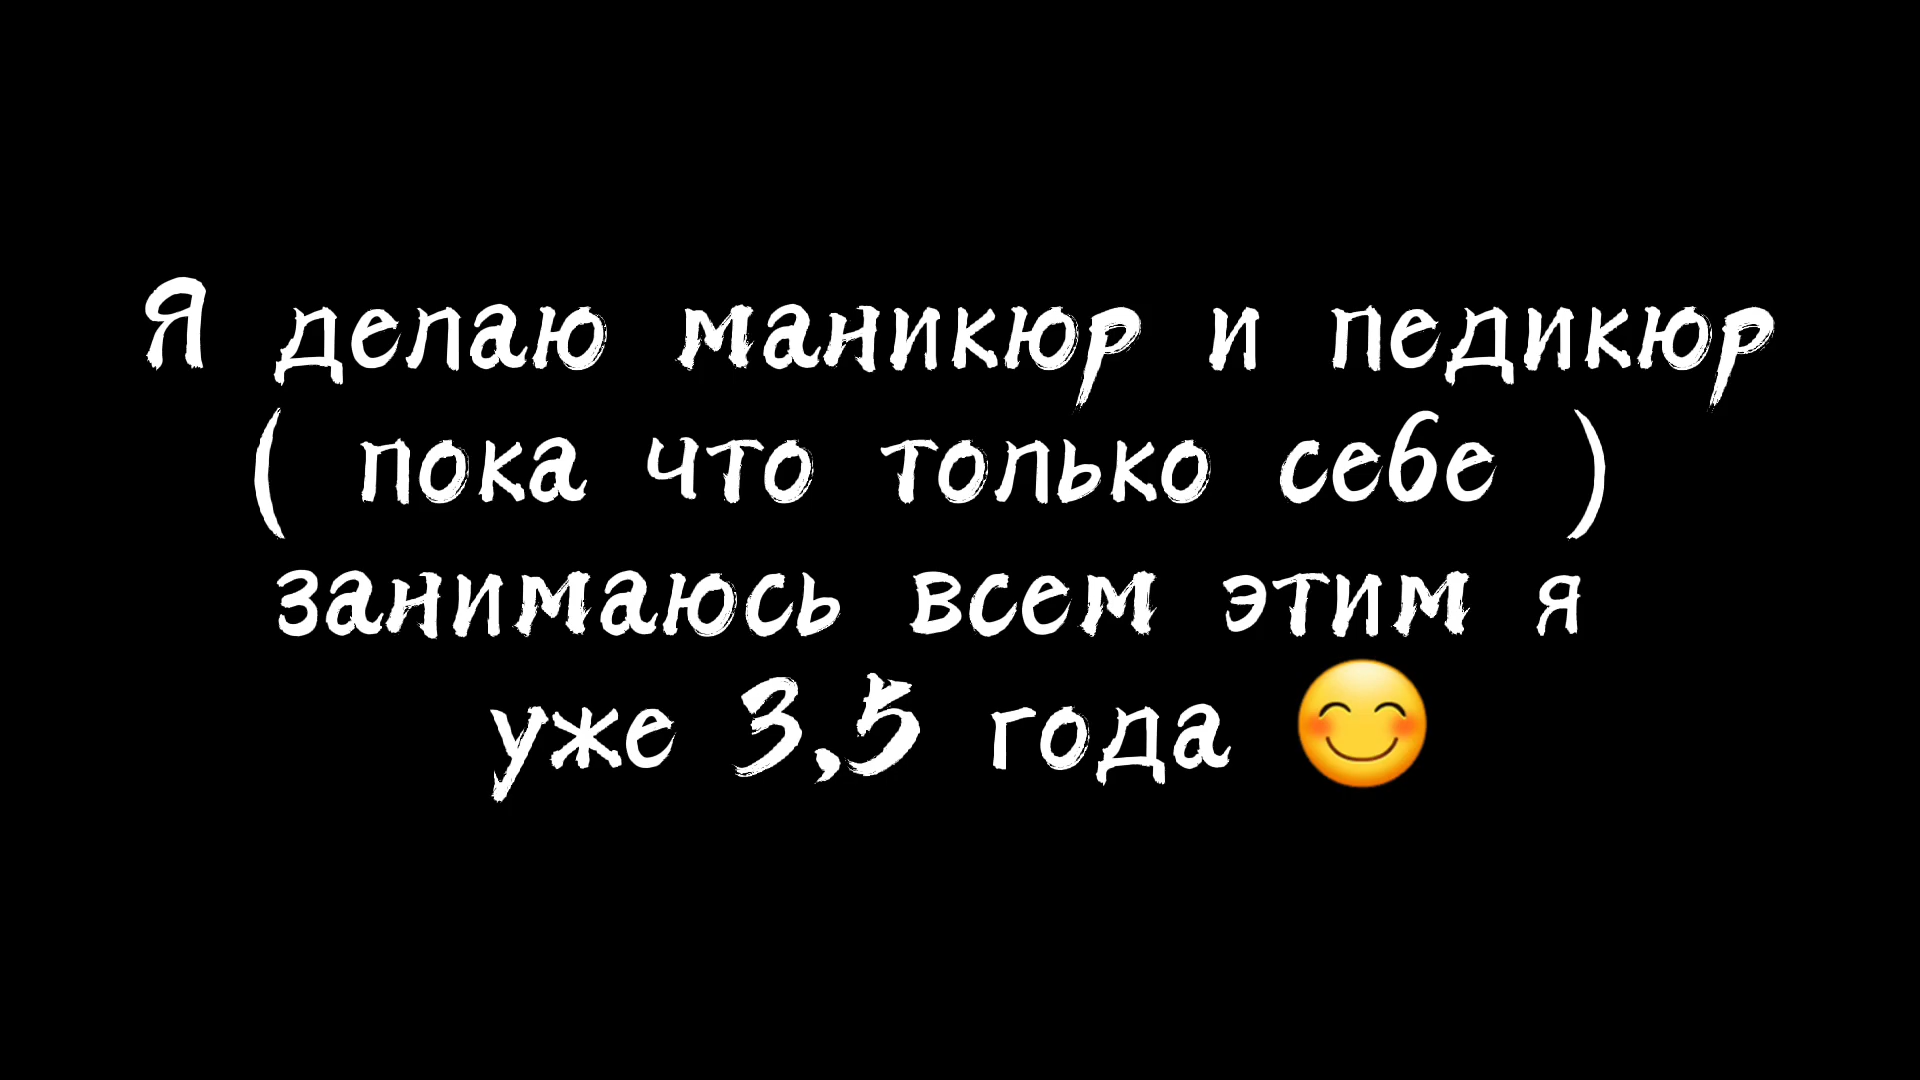 Я делаю маникюр и педикюр
( пока что только себе )
занимаюсь всем этим я
уже 3,5 года 😊